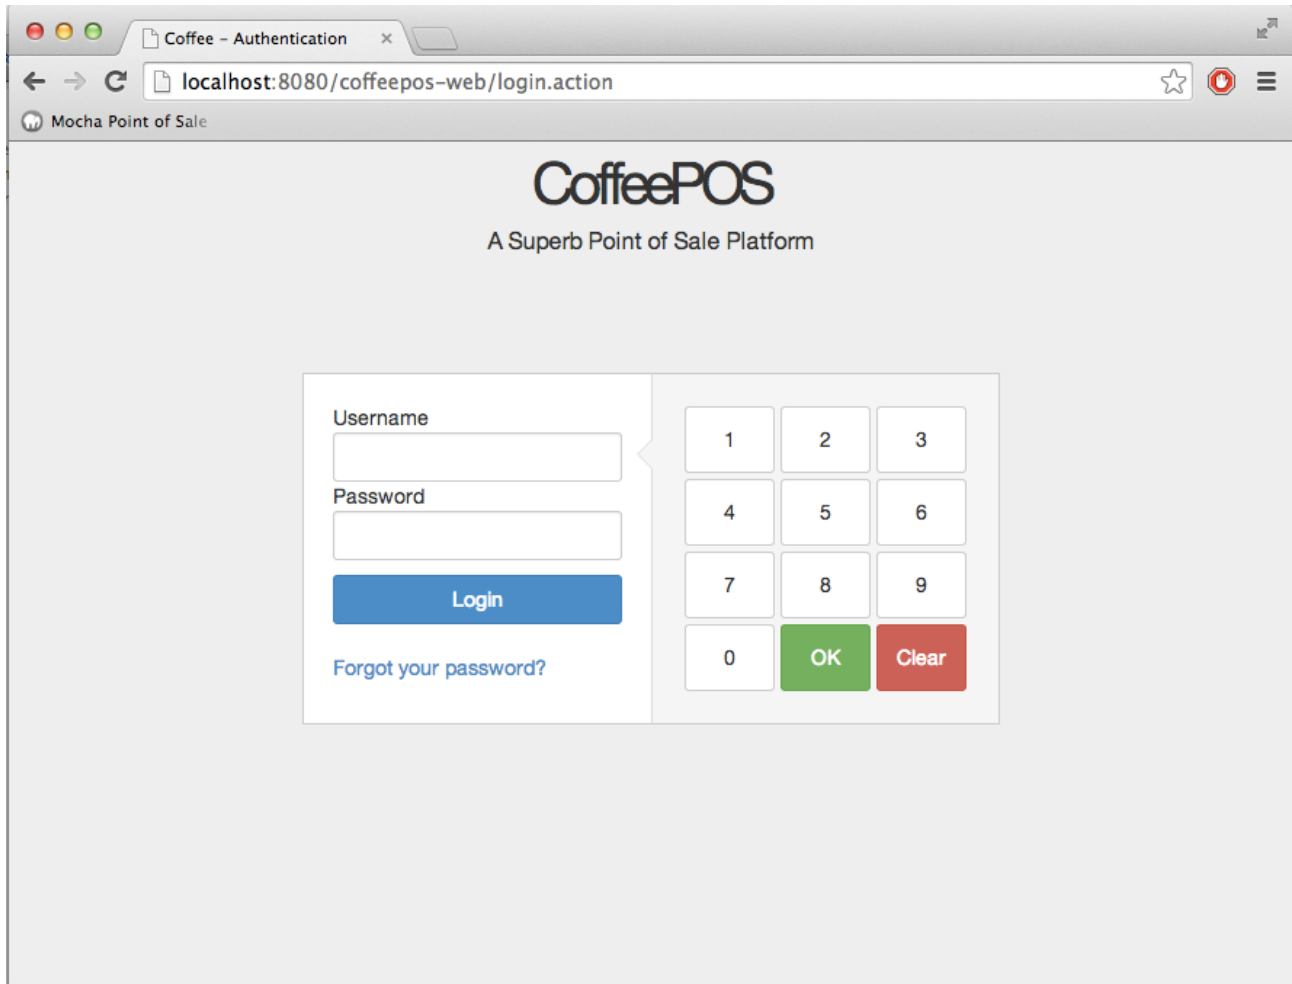 Coffee – Authentication
localhost:8080/coffeepos-web/login.action
Mocha Point of Sale
CoffeePOS
A Superb Point of Sale Platform
Username
Password
Login
Forgot your password?
1 2 3
4 5 6
7 8 9
0 OK Clear